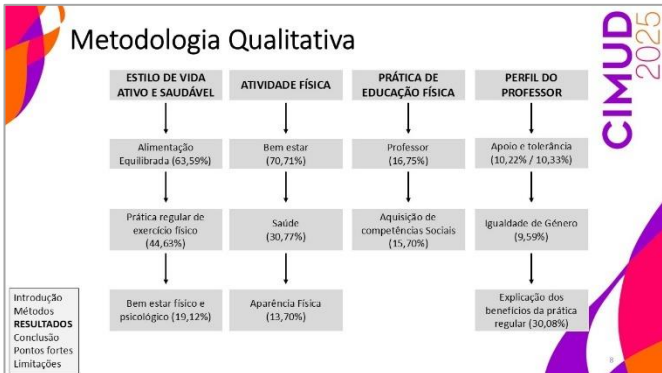 Metodologia Qualitativa
CIMUD
2025
ESTILO DE VIDA
ATIVO E SAUDÁVEL
Alimentação
Equilibrada (63,59%)
Prática regular de
exercício físico
(44,63%)
Bem estar físico e
psicológico (19,12%)
ATIVIDADE FÍSICA
Bem estar
(70,71%)
Saúde
(30,77%)
Aparência Física
(13,70%)
PRÁTICA DE
EDUCAÇÃO FÍSICA
Professor
(16,75%)
Aquisição de
competências Sociais
(15,70%)
PERFIL DO
PROFESSOR
Apoio e tolerância
(10,22% / 10,33%)
Igualdade de Género
(9,59%)
Explicação dos
benefícios da prática
regular (30,08%)
Introdução
Métodos
RESULTADOS
Conclusão
Pontos fortes
Limitações
8